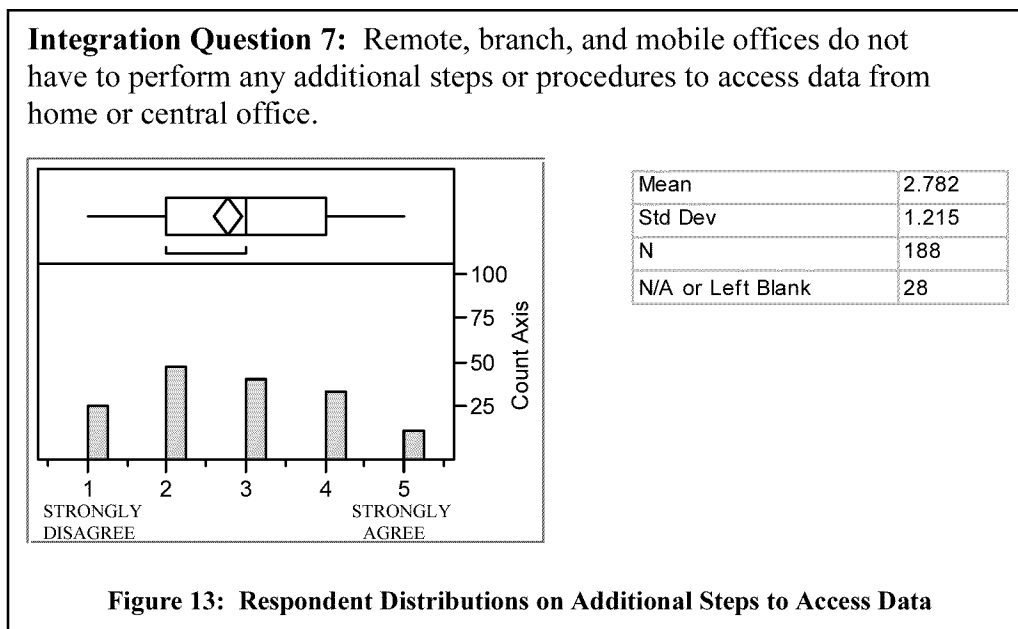 Integration Question 7: Remote, branch, and mobile offices do not
have to perform any additional steps or procedures to access data from
home or central office.
100
75
50
25
Count Axis
1 2 3 4 5
STRONGLY DISAGREE
STRONGLY AGREE
Mean 2.782
Std Dev 1.215
N 188
N/A or Left Blank 28
Figure 13: Respondent Distributions on Additional Steps to Access Data